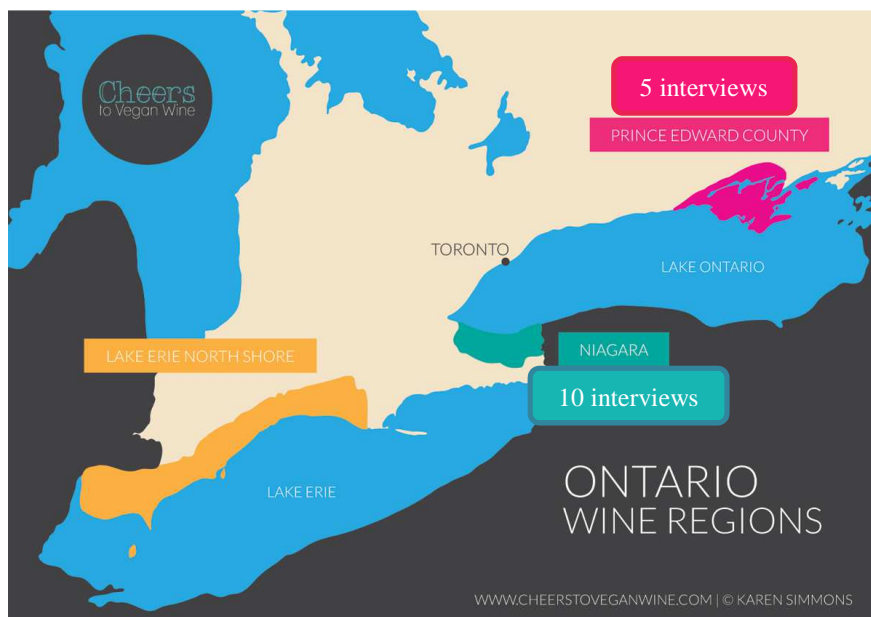 Cheers
to Vegan Wine
5 interviews
PRINCE EDWARD COUNTY
TORONTO
LAKE ONTARIO
LAKE ERIE NORTH SHORE
NIAGARA
10 interviews
LAKE ERIE
ONTARIO
WINE REGIONS
WWW.CHEERSTOVEGANWINE.COM | © KAREN SIMMONS